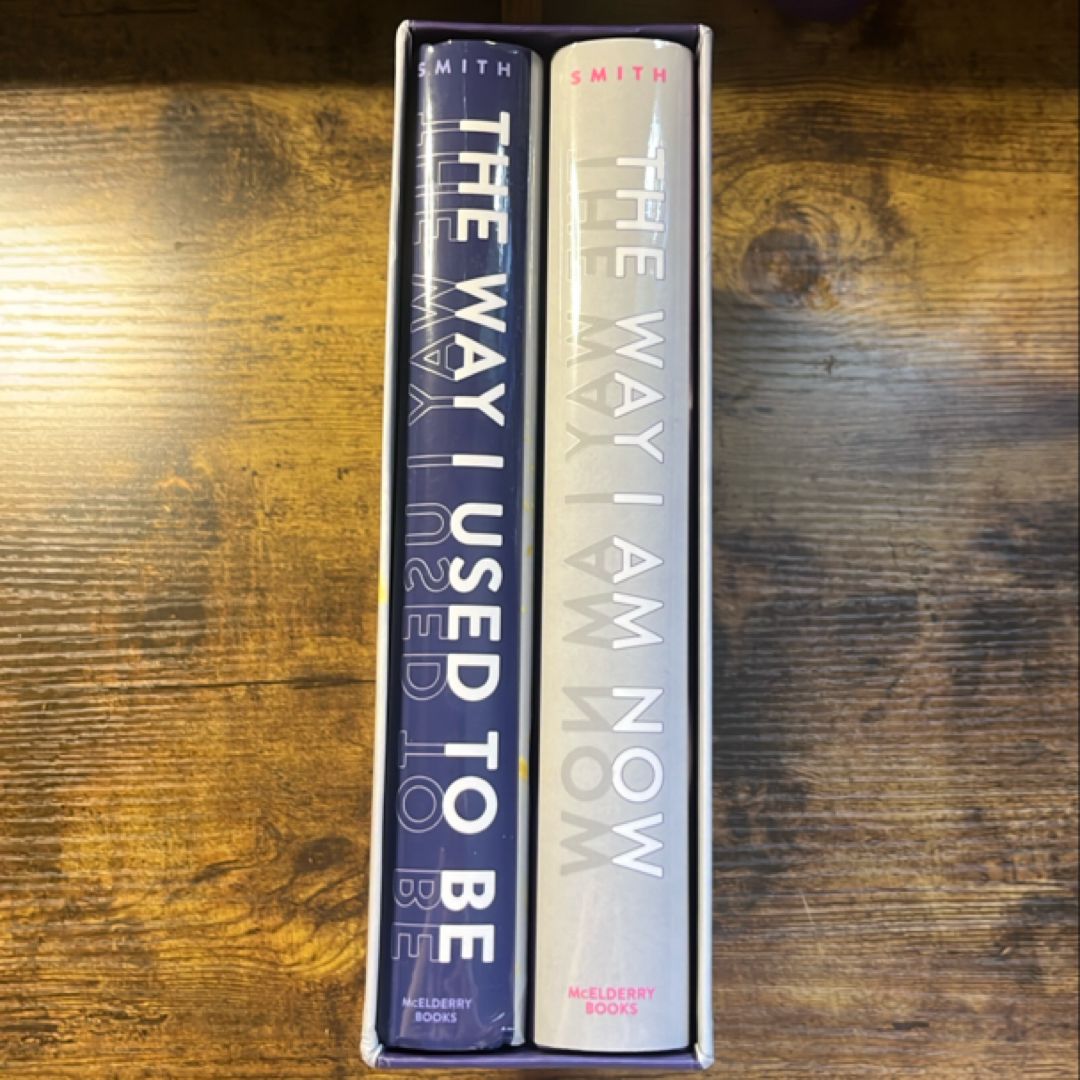 SMITH
THE WAY I USED TO BE
McELDERRY
BOOKS
SMITH
THE WAY I AM NOW
McELDERRY
BOOKS